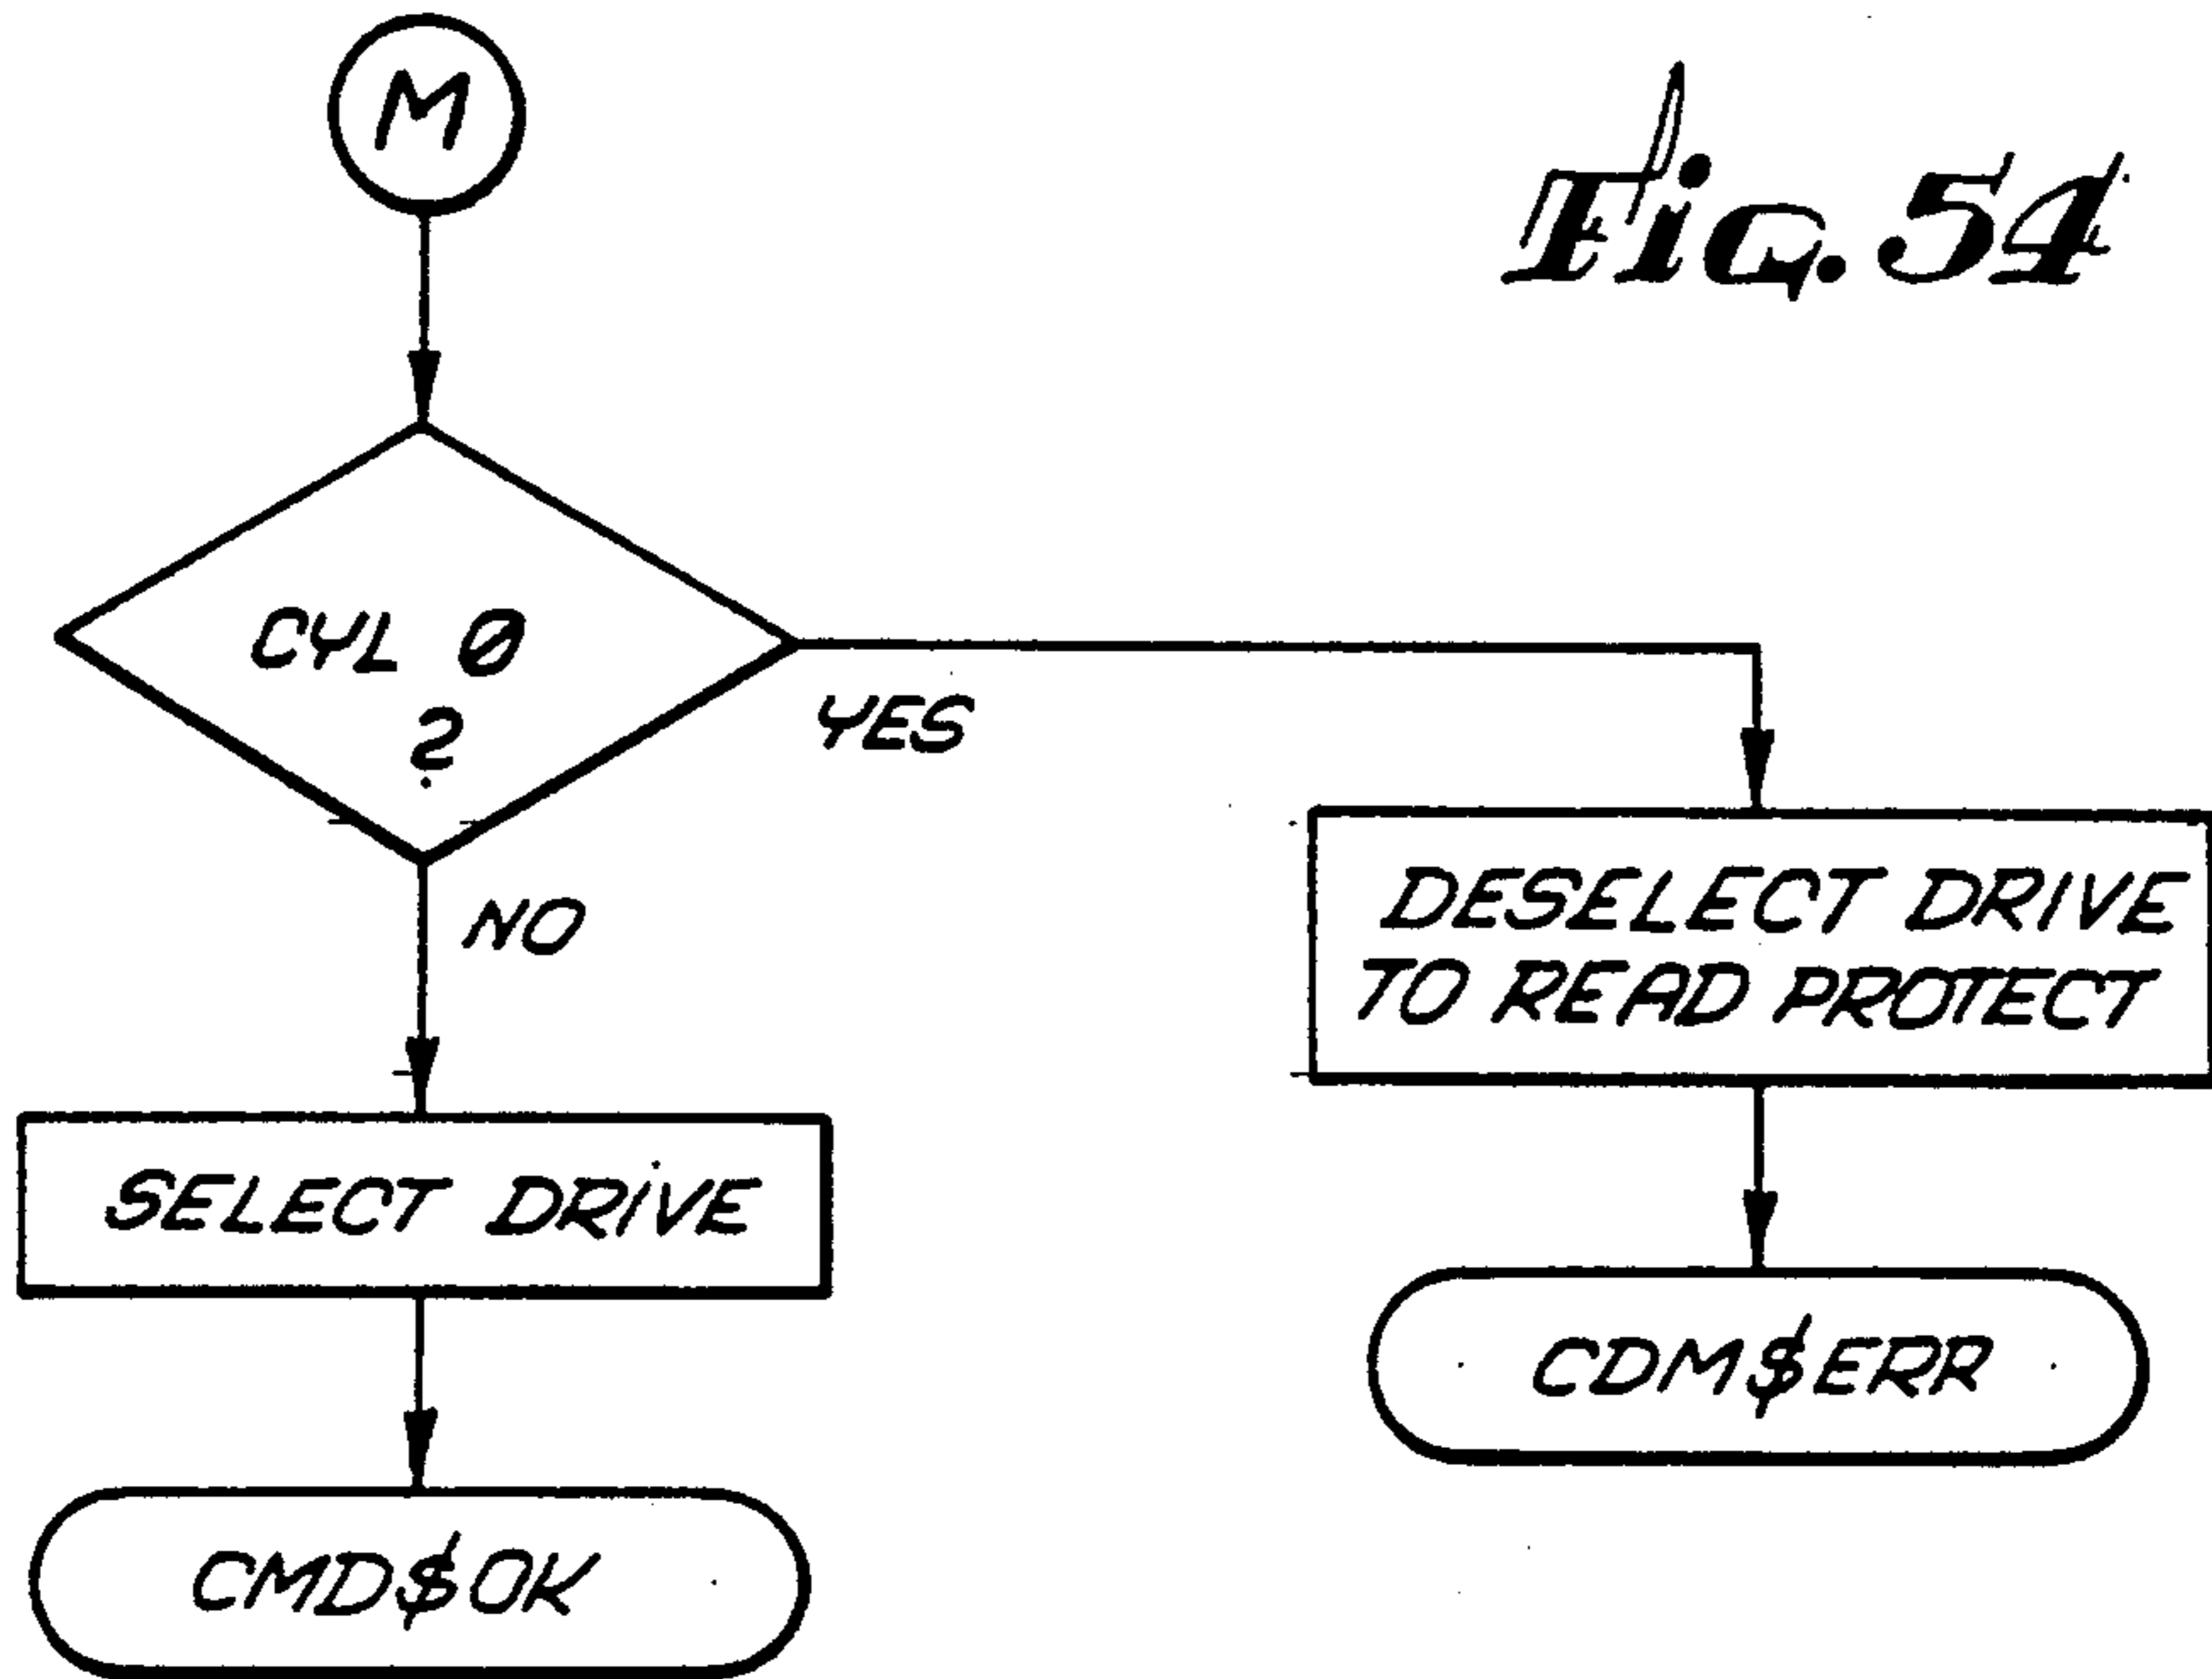 M
Fig. 54
CYL 0
?
YES
NO
DESELECT DRIVE
TO READ PROTECT
SELECT DRIVE
CDM$ERR
CMD$OK